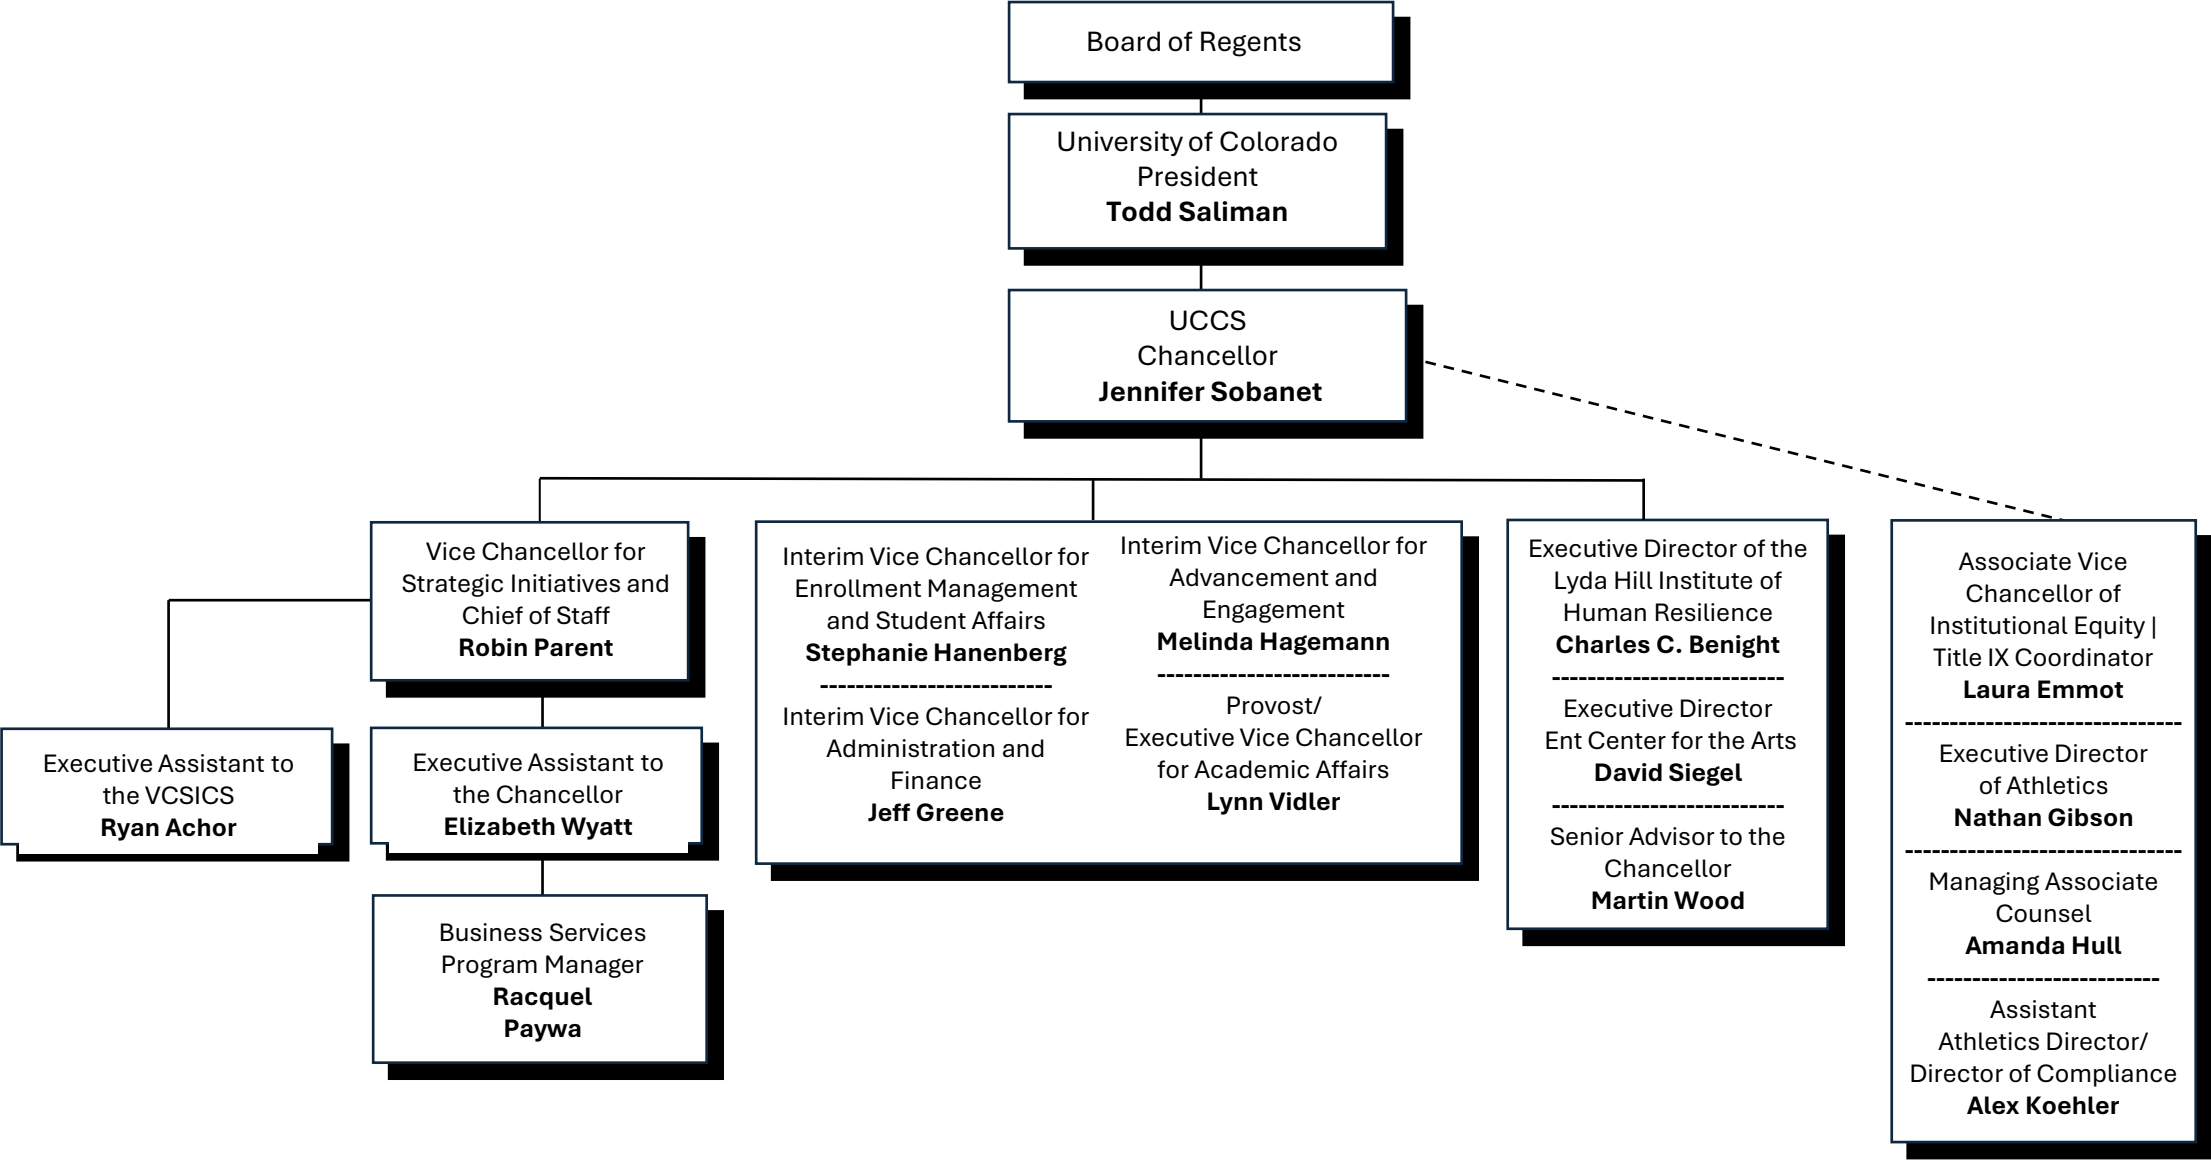 Board of Regents
University of Colorado
President
Todd Saliman
UCCS
Chancellor
Jennifer Sobanet
Vice Chancellor for
Strategic Initiatives and
Chief of Staff
Robin Parent
Executive Assistant to
the VCSICS
Ryan Achor
Executive Assistant to
the Chancellor
Elizabeth Wyatt
Business Services
Program Manager
Racquel
Paywa
Interim Vice Chancellor for
Enrollment Management
and Student Affairs
Stephanie Hanenberg
--------------------------
Interim Vice Chancellor for
Administration and
Finance
Jeff Greene
Interim Vice Chancellor for
Advancement and
Engagement
Melinda Hagemann
--------------------------
Provost/
Executive Vice Chancellor
for Academic Affairs
Lynn Vidler
Executive Director of the
Lyda Hill Institute of
Human Resilience
Charles C. Benight
--------------------------
Executive Director
Ent Center for the Arts
David Siegel
--------------------------
Senior Advisor to the
Chancellor
Martin Wood
Associate Vice
Chancellor of
Institutional Equity |
Title IX Coordinator
Laura Emmot
-------------------------------
Executive Director
of Athletics
Nathan Gibson
-------------------------------
Managing Associate
Counsel
Amanda Hull
--------------------------
Assistant
Athletics Director/
Director of Compliance
Alex Koehler